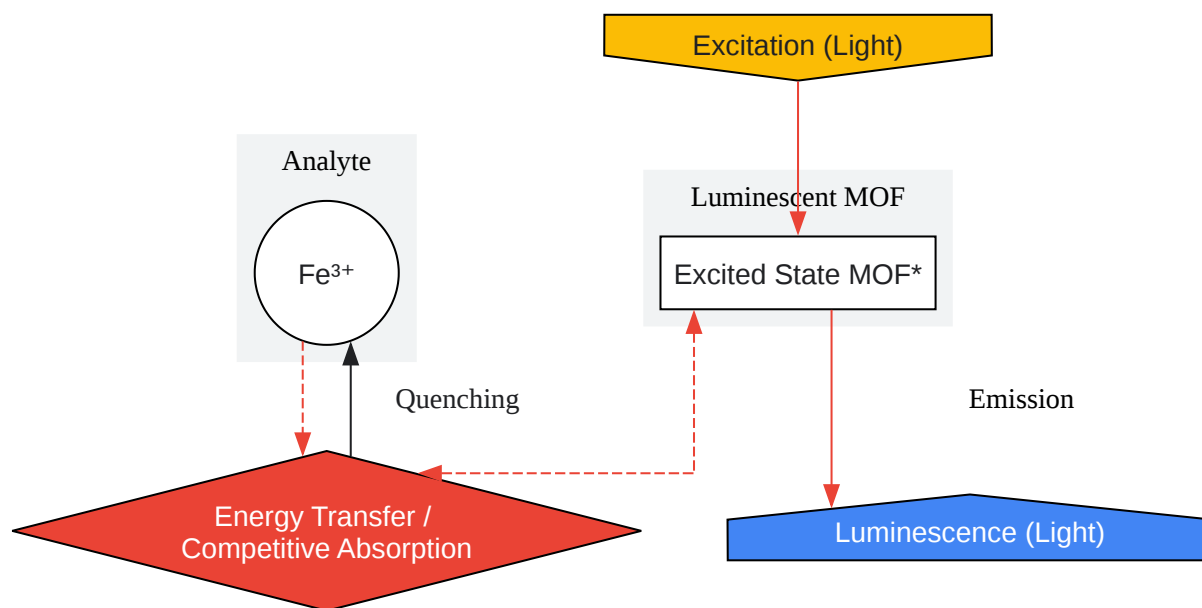 Excitation (Light)
Analyte
Luminescent MOF
Fe³⁺
Excited State MOF*
Quenching
Emission
Energy Transfer /
Competitive Absorption
Luminescence (Light)